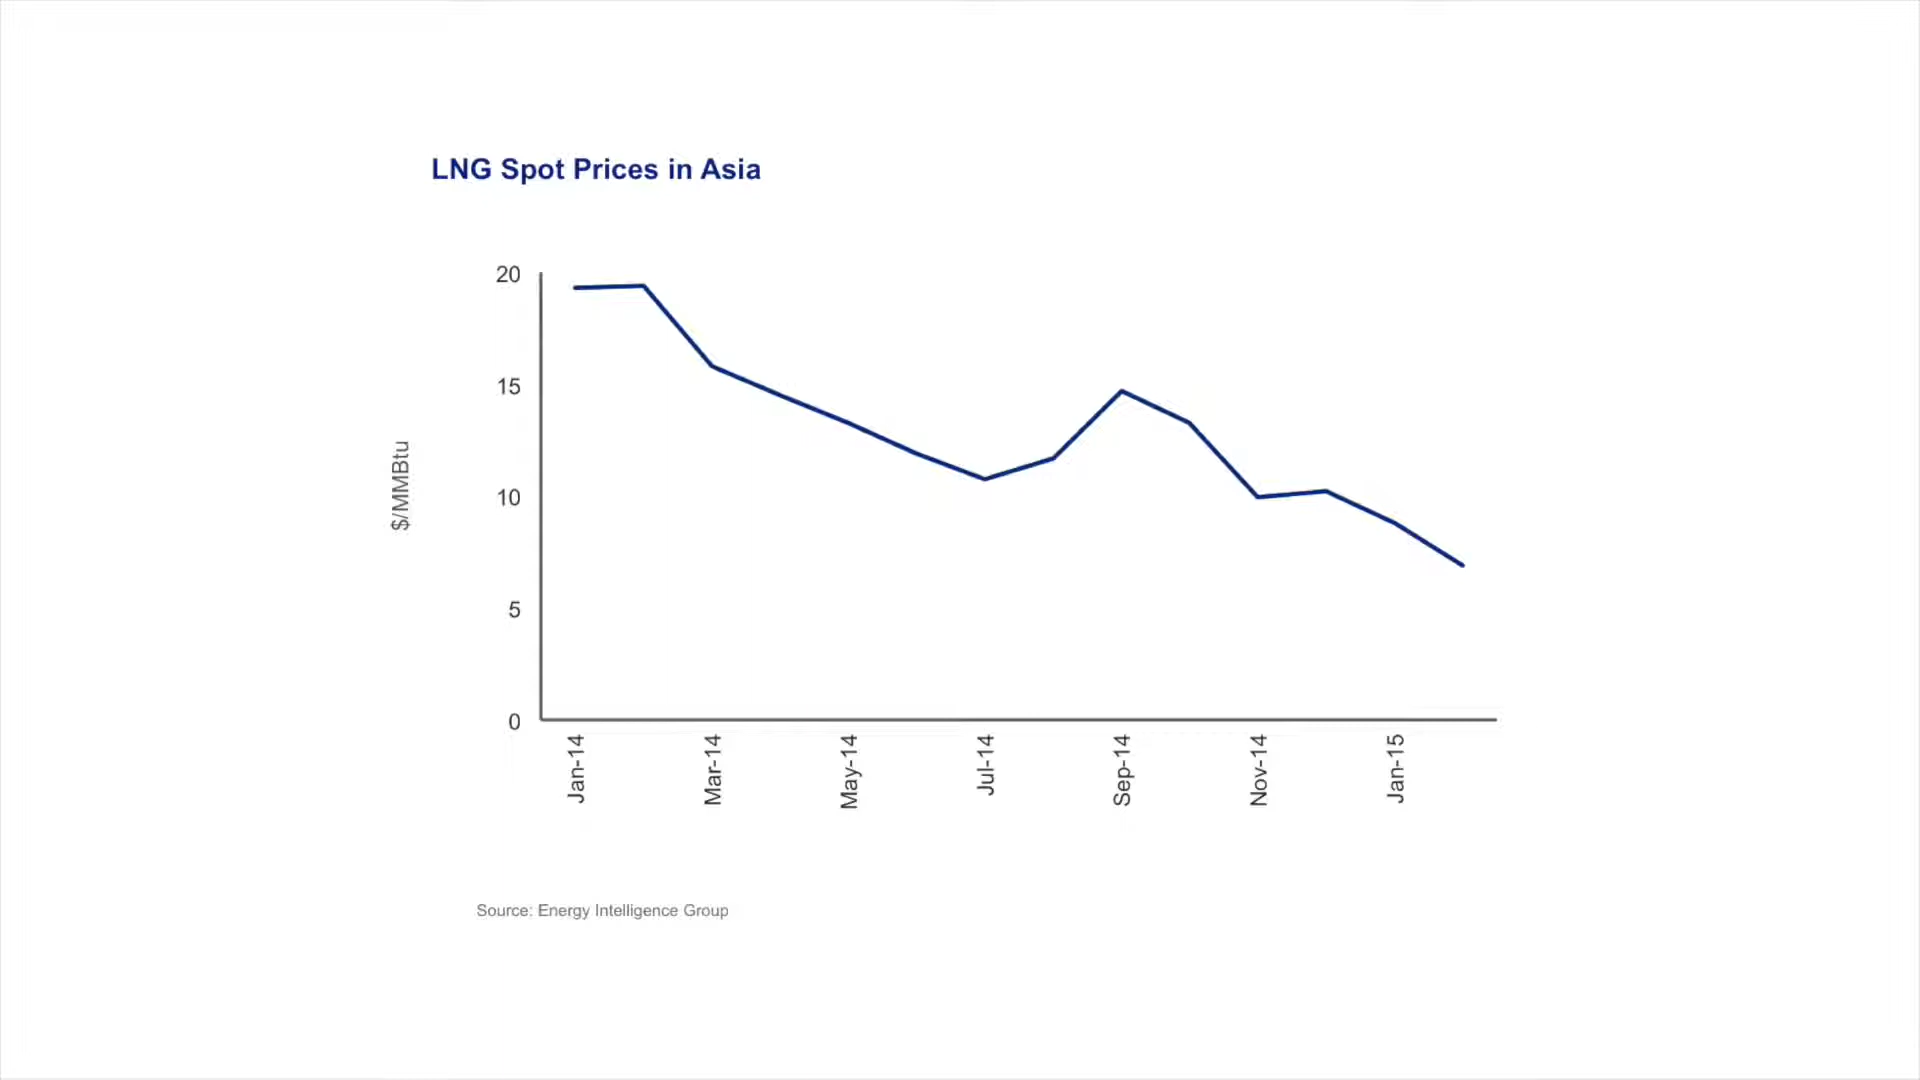 LNG Spot Prices in Asia
$/MMBtu
20
15
10
5
0
Jan-14
Mar-14
May-14
Jul-14
Sep-14
Nov-14
Jan-15
Source: Energy Intelligence Group